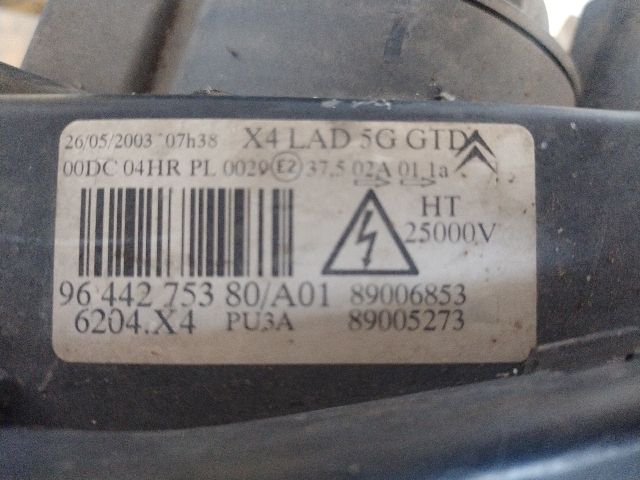 26/05/2003 07h38 X4 LAD 5G GTD
00DC 04HR PL 0029 E2 37.5 02A 01 1a
HT
25000V
96 442 753 80/A01 89006853
6204.X4 PU3A 89005273